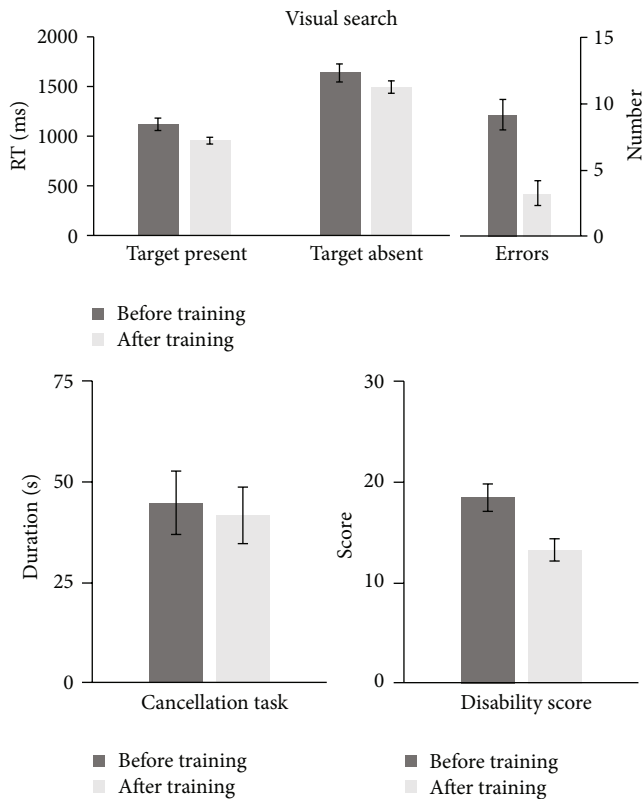 Visual search
2000
1500
1000
500
0
RT (ms)
15
10
5
0
Number
Target present
Target absent
Errors
Before training
After training
75
50
25
0
Duration (s)
Cancellation task
Before training
After training
30
20
10
0
Score
Disability score
Before training
After training